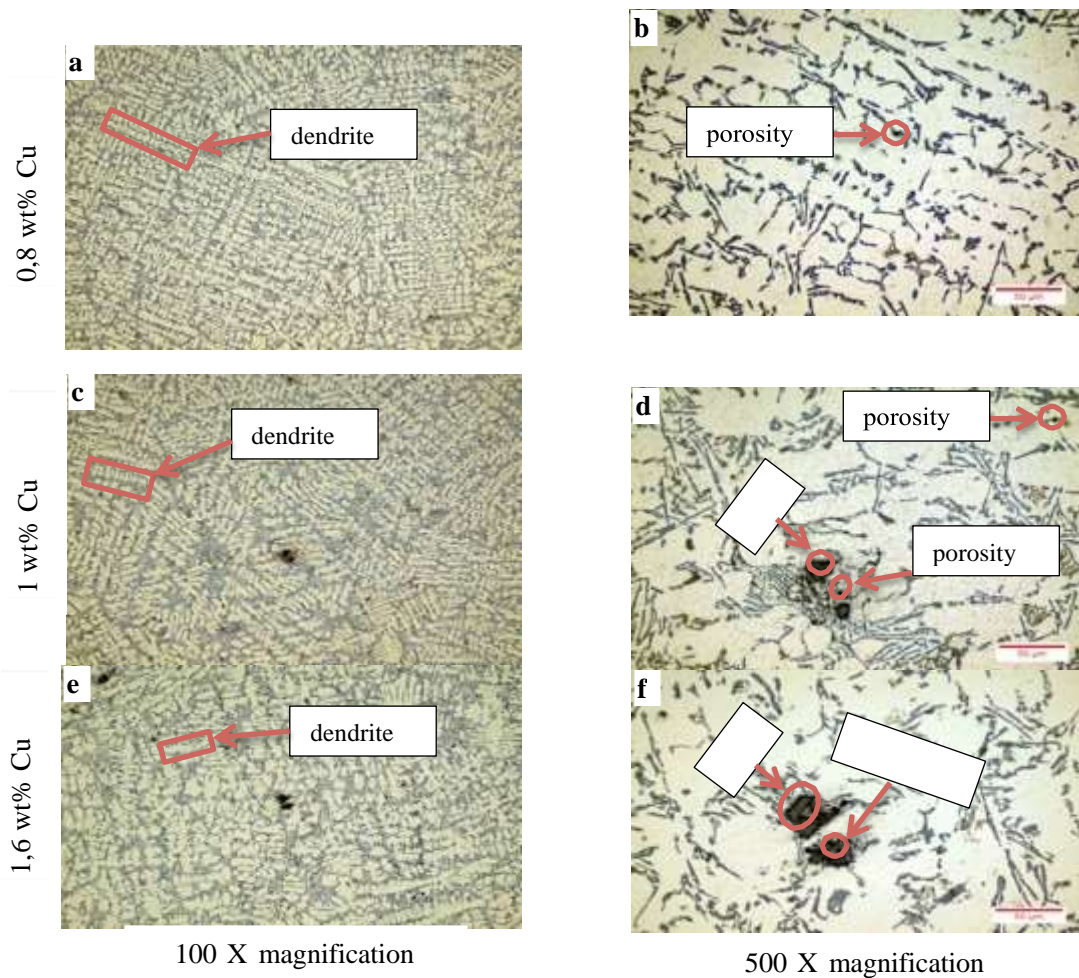 a
dendrite
b
porosity
0,8 wt% Cu
c
dendrite
d
porosity
porosity
1 wt% Cu
e
dendrite
f
1,6 wt% Cu
100 X magnification
500 X magnification